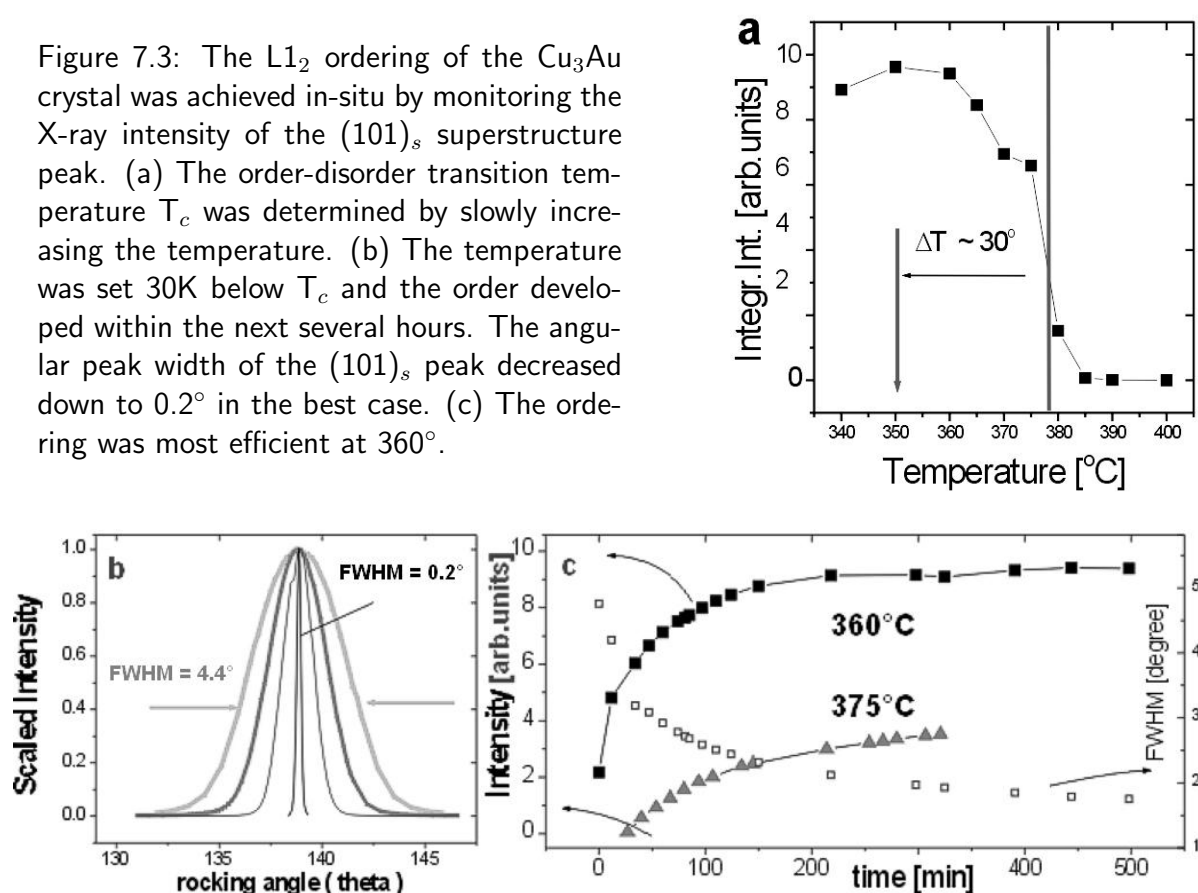 Figure 7.3: The L1₂ ordering of the Cu₃Au
crystal was achieved in-situ by monitoring the
X-ray intensity of the (101)ₛ superstructure
peak. (a) The order-disorder transition tem-
perature T꜀ was determined by slowly incre-
asing the temperature. (b) The temperature
was set 30K below T꜀ and the order develo-
ped within the next several hours. The angu-
lar peak width of the (101)ₛ peak decreased
down to 0.2° in the best case. (c) The orde-
ring was most efficient at 360°.
a
Integr.Int. [arb.units]
10
8
6
4
2
0
ΔT ~ 30°
340 350 360 370 380 390 400
Temperature [°C]
b
Scaled Intensity
1.0
0.8
0.6
0.4
0.2
0.0
FWHM = 0.2°
FWHM = 4.4°
130 135 140 145
rocking angle ( theta )
c
Intensity [arb.units]
10
8
6
4
2
0
360°C
375°C
FWHM [degree]
5
4
3
2
1
0 100 200 300 400 500
time [min]